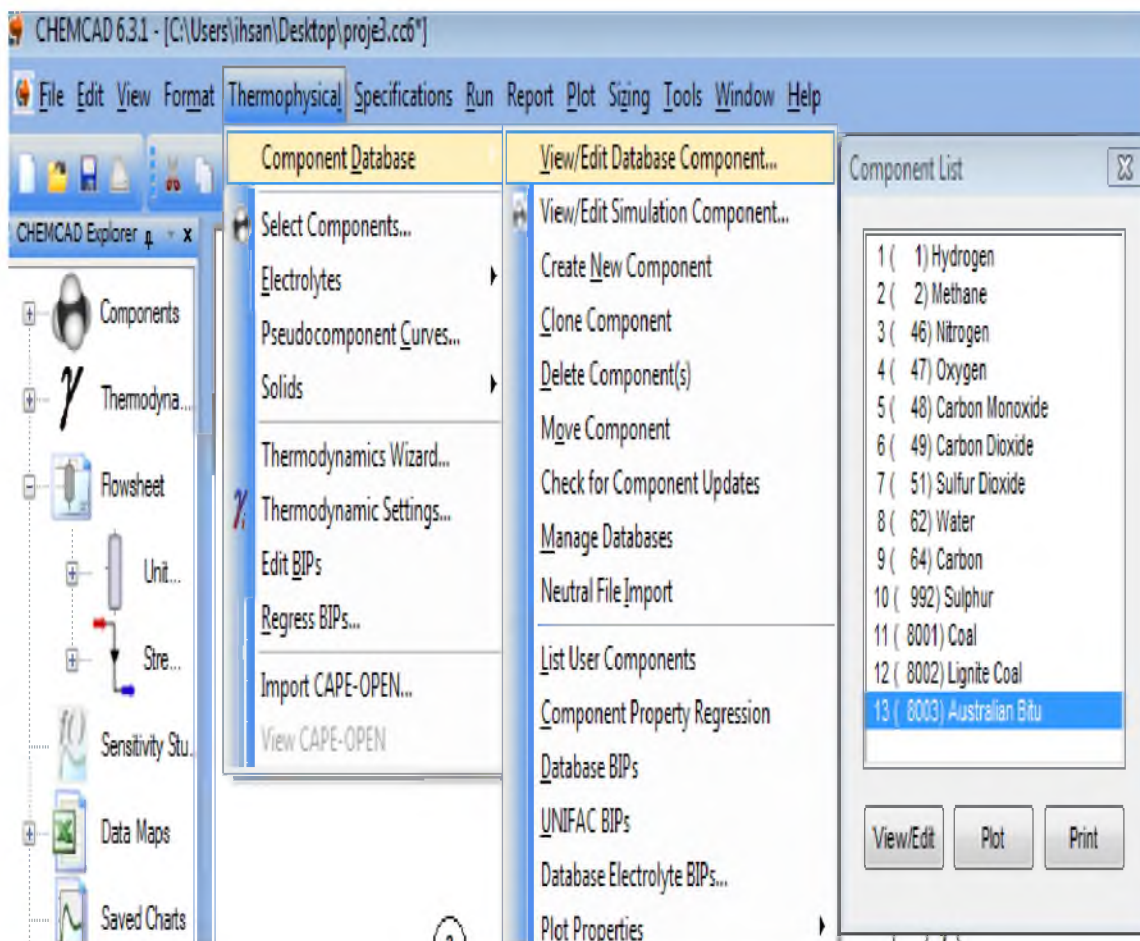 CHEMCAD 6.3.1 - [C:\Users\ihsan\Desktop\proje3.cc6*]
File Edit View Format Thermophysical Specifications Run Report Plot Sizing Tools Window Help
CHEMCAD Explorer
Components
Thermodyna...
Flowsheet
Unit...
Stre...
Sensitivity Stu...
Data Maps
Saved Charts
Component Database
Select Components...
Electrolytes
Pseudocomponent Curves...
Solids
Thermodynamics Wizard...
Thermodynamic Settings...
Edit BIPs
Regress BIPs...
Import CAPE-OPEN...
View CAPE-OPEN
View/Edit Database Component...
View/Edit Simulation Component...
Create New Component
Clone Component
Delete Component(s)
Move Component
Check for Component Updates
Manage Databases
Neutral File Import
List User Components
Component Property Regression
Database BIPs
UNIFAC BIPs
Database Electrolyte BIPs...
Plot Properties
Component List
1 ( 1) Hydrogen
2 ( 2) Methane
3 ( 46) Nitrogen
4 ( 47) Oxygen
5 ( 48) Carbon Monoxide
6 ( 49) Carbon Dioxide
7 ( 51) Sulfur Dioxide
8 ( 62) Water
9 ( 64) Carbon
10 ( 992) Sulphur
11 ( 8001) Coal
12 ( 8002) Lignite Coal
13 ( 8003) Australian Bitu
View/Edit Plot Print